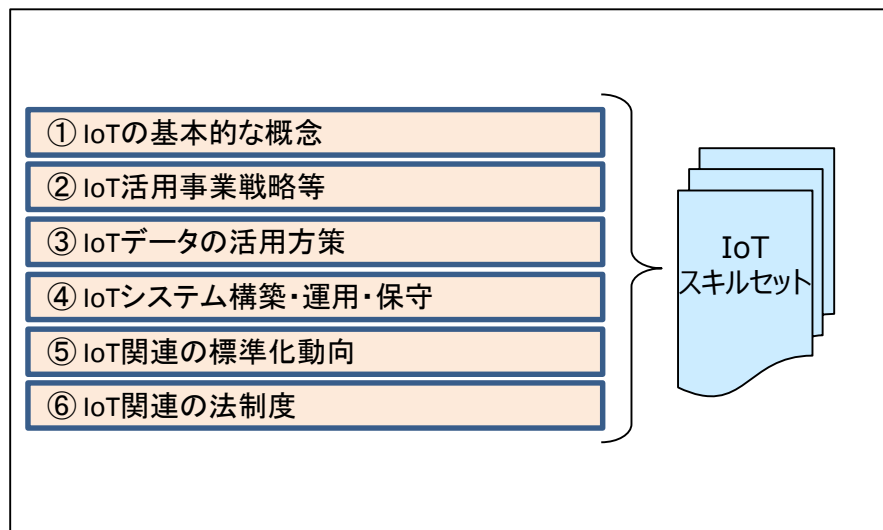 ① IoTの基本的な概念
② IoT活用事業戦略等
③ IoTデータの活用方策
④ IoTシステム構築・運用・保守
⑤ IoT関連の標準化動向
⑥ IoT関連の法制度
IoT
スキルセット